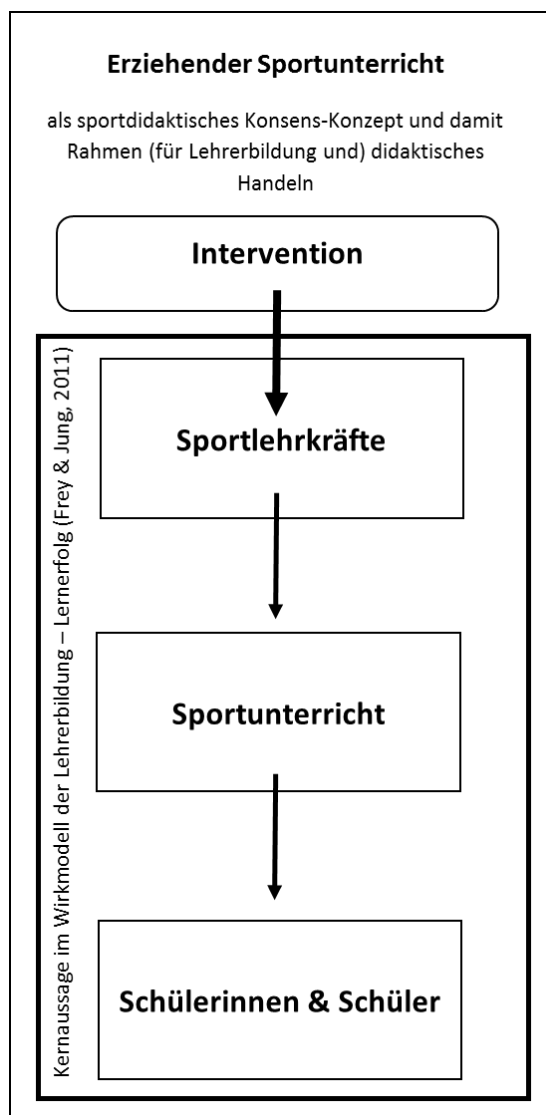 Erziehender Sportunterricht
als sportdidaktisches Konsens-Konzept und damit
Rahmen (für Lehrerbildung und) didaktisches
Handeln
Intervention
Kernaussage im Wirkmodell der Lehrerbildung – Lernerfolg (Frey & Jung, 2011)
Sportlehrkräfte
Sportunterricht
Schülerinnen & Schüler